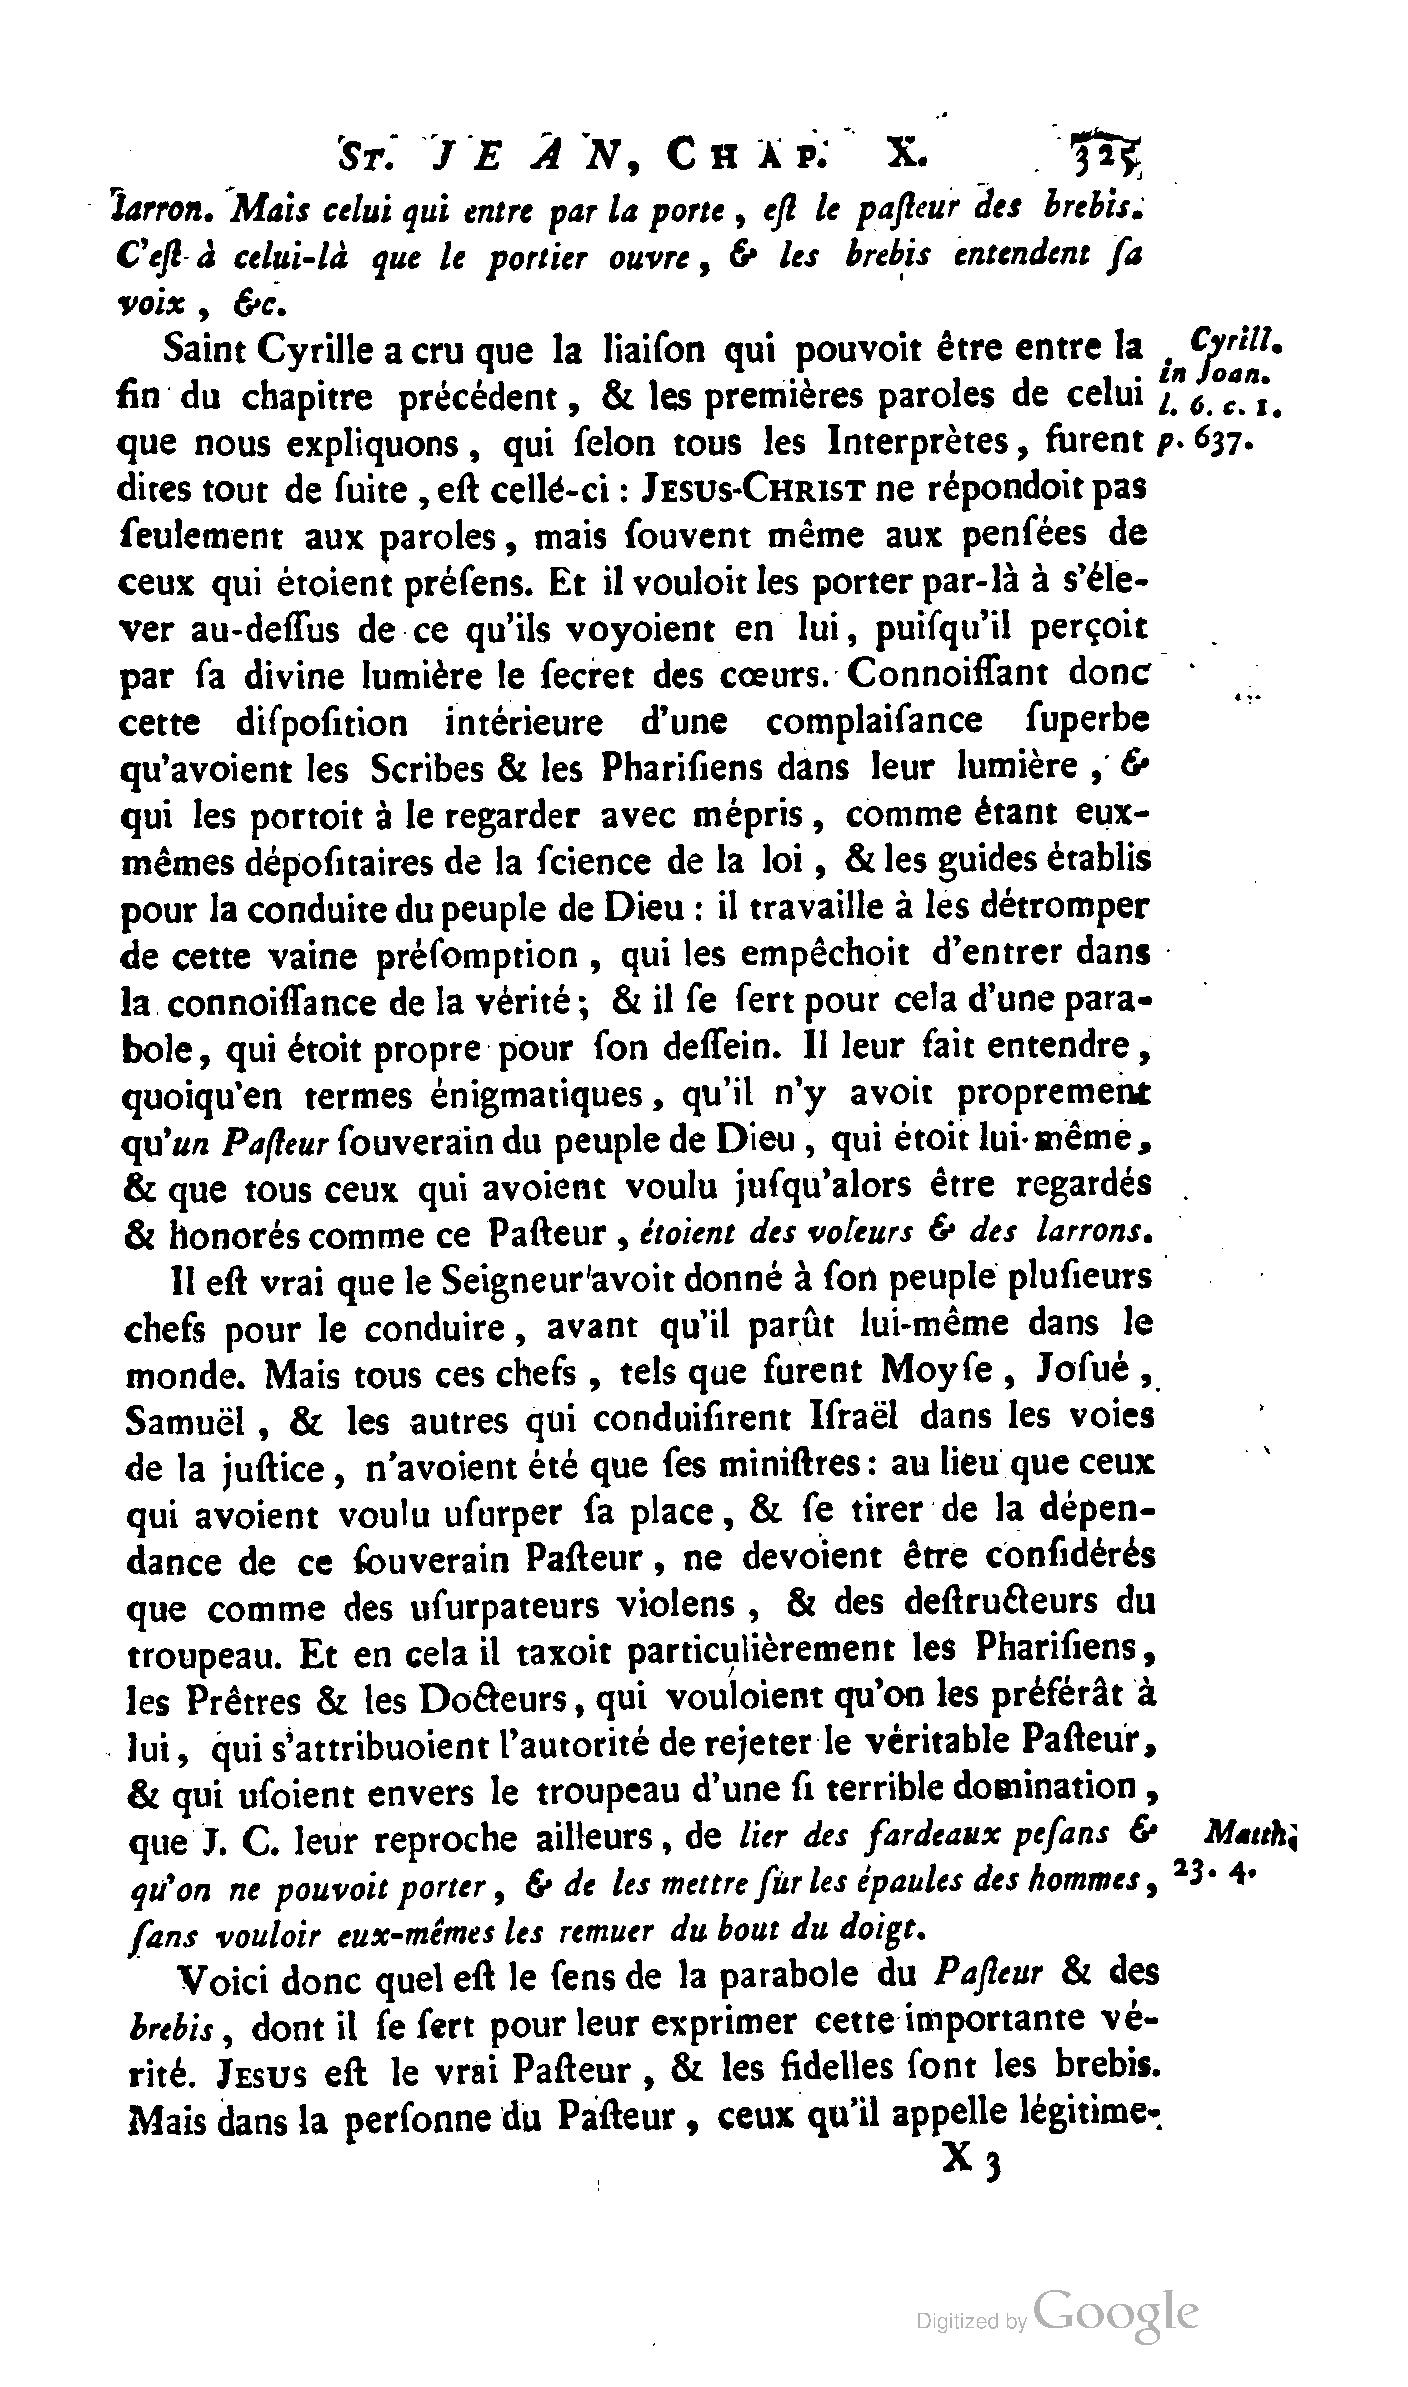 ST. JEAN, CHAP. X. 325
larron. Mais celui qui entre par la porte, eſt le paſteur des brebis.
C'eſt à celui-là que le portier ouvre, & les brebis entendent ſa
voix, &c.
Saint Cyrille a cru que la liaiſon qui pouvoit être entre la
Cyrill.
in Joan.
fin du chapitre précédent, & les premières paroles de celui
l. 6. c. 1.
que nous expliquons, qui ſelon tous les Interprètes, furent
p. 637.
dites tout de ſuite, eſt cellé-ci : JESUS-CHRIST ne répondoit pas
ſeulement aux paroles, mais ſouvent même aux penſées de
ceux qui étoient préſens. Et il vouloit les porter par-là à s'éle-
ver au-deſſus de ce qu'ils voyoient en lui, puiſqu'il perçoit
par ſa divine lumière le ſecret des cœurs. Connoiſſant donc
cette diſpoſition intérieure d'une complaiſance ſuperbe
qu'avoient les Scribes & les Phariſiens dans leur lumière, &
qui les portoit à le regarder avec mépris, comme étant eux-
mêmes dépoſitaires de la ſcience de la loi, & les guides établis
pour la conduite du peuple de Dieu : il travaille à les détromper
de cette vaine préſomption, qui les empêchoit d'entrer dans
la connoiſſance de la vérité; & il ſe ſert pour cela d'une para-
bole, qui étoit propre pour ſon deſſein. Il leur fait entendre,
quoiqu'en termes énigmatiques, qu'il n'y avoit proprement
qu'un Paſteur ſouverain du peuple de Dieu, qui étoit lui-même,
& que tous ceux qui avoient voulu juſqu'alors être regardés
& honorés comme ce Paſteur, étoient des voleurs & des larrons.
Il eſt vrai que le Seigneur avoit donné à ſon peuple pluſieurs
chefs pour le conduire, avant qu'il parût lui-même dans le
monde. Mais tous ces chefs, tels que furent Moyſe, Joſué,
Samuël, & les autres qui conduiſirent Iſraël dans les voies
de la juſtice, n'avoient été que ſes miniſtres : au lieu que ceux
qui avoient voulu uſurper ſa place, & ſe tirer de la dépen-
dance de ce ſouverain Paſteur, ne devoient être conſidérés
que comme des uſurpateurs violens, & des deſtructeurs du
troupeau. Et en cela il taxoit particulièrement les Phariſiens,
les Prêtres & les Docteurs, qui vouloient qu'on les préférât à
lui, qui s'attribuoient l'autorité de rejeter le véritable Paſteur,
& qui uſoient envers le troupeau d'une ſi terrible domination,
que J. C. leur reproche ailleurs, de lier des fardeaux peſans &
Matth.
qu'on ne pouvoit porter, & de les mettre ſur les épaules des hommes,
23. 4.
ſans vouloir eux-mêmes les remuer du bout du doigt.
Voici donc quel eſt le ſens de la parabole du Paſteur & des
brebis, dont il ſe ſert pour leur exprimer cette importante vé-
rité. JESUS eſt le vrai Paſteur, & les fidelles ſont les brebis.
Mais dans la perſonne du Paſteur, ceux qu'il appelle légitime-
X 3
Digitized by Google